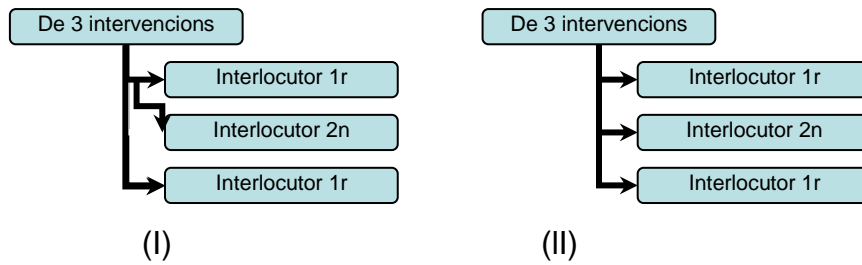 De 3 intervencions
Interlocutor 1r
Interlocutor 2n
Interlocutor 1r
(I)
De 3 intervencions
Interlocutor 1r
Interlocutor 2n
Interlocutor 1r
(II)